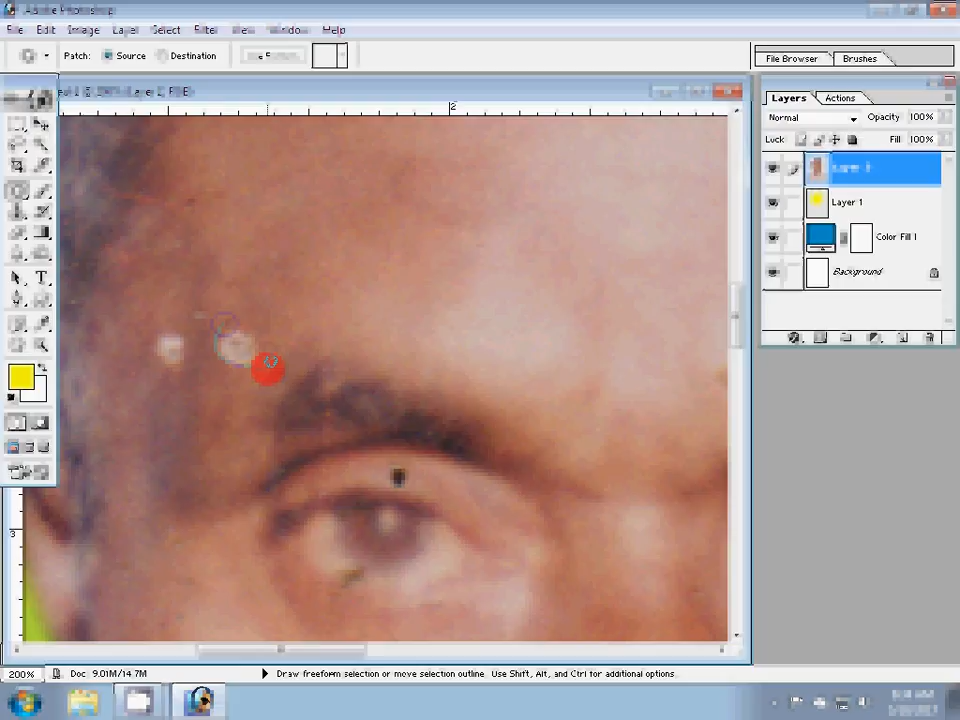 Adobe Photoshop
File Edit Image Layer Select Filter View Window Help
Patch: Source Destination
File Browser Brushes
2
Layers Actions
Normal Opacity: 100%
Lock: Fill: 100%
Layer 1
Color Fill 1
Background
3
200% Doc: 9.01M/14.7M Draw freeform selection or move selection outline. Use Shift, Alt, and Ctrl for additional options.